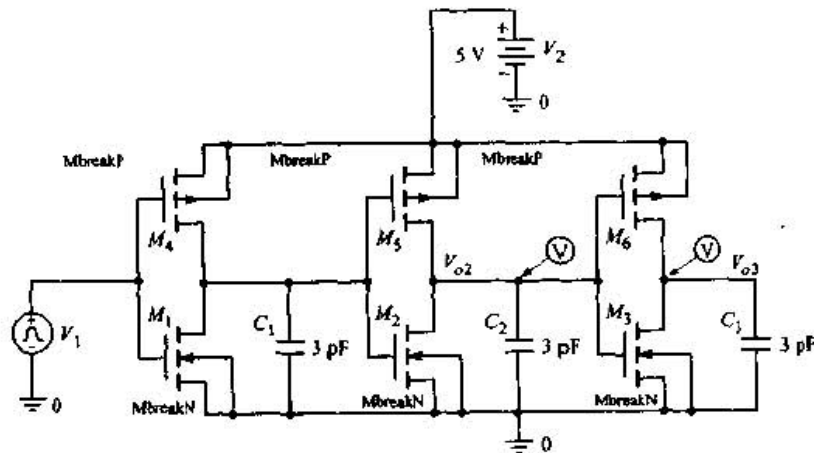 5 V
+
-
V2
0
MbreakP
MbreakP
MbreakP
M4
M5
M6
V
V
Vo2
Vo3
M1
M2
M3
+
-
V1
0
C1
3 pF
C2
3 pF
C3
3 pF
MbreakN
MbreakN
MbreakN
0